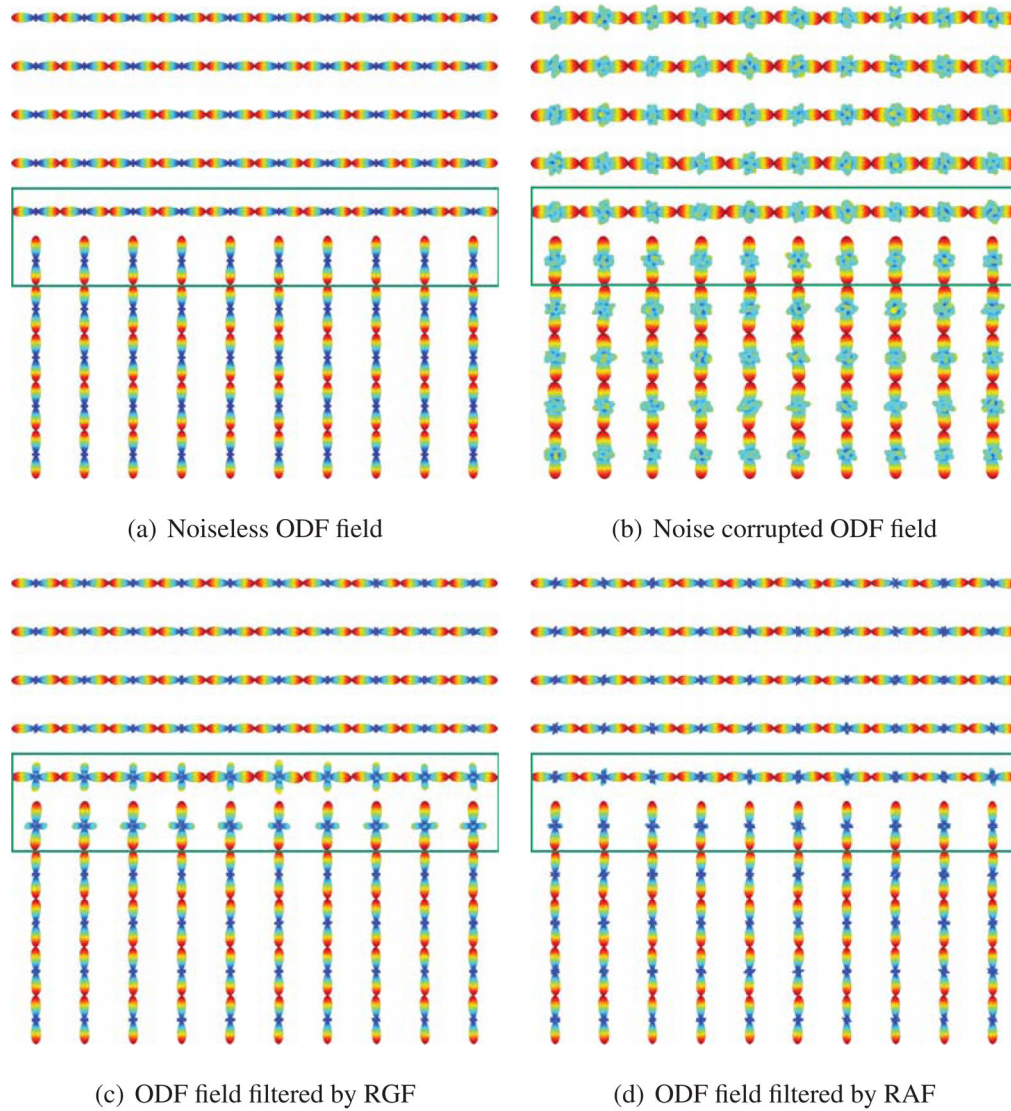 (a) Noiseless ODF field
(b) Noise corrupted ODF field
(c) ODF field filtered by RGF
(d) ODF field filtered by RAF